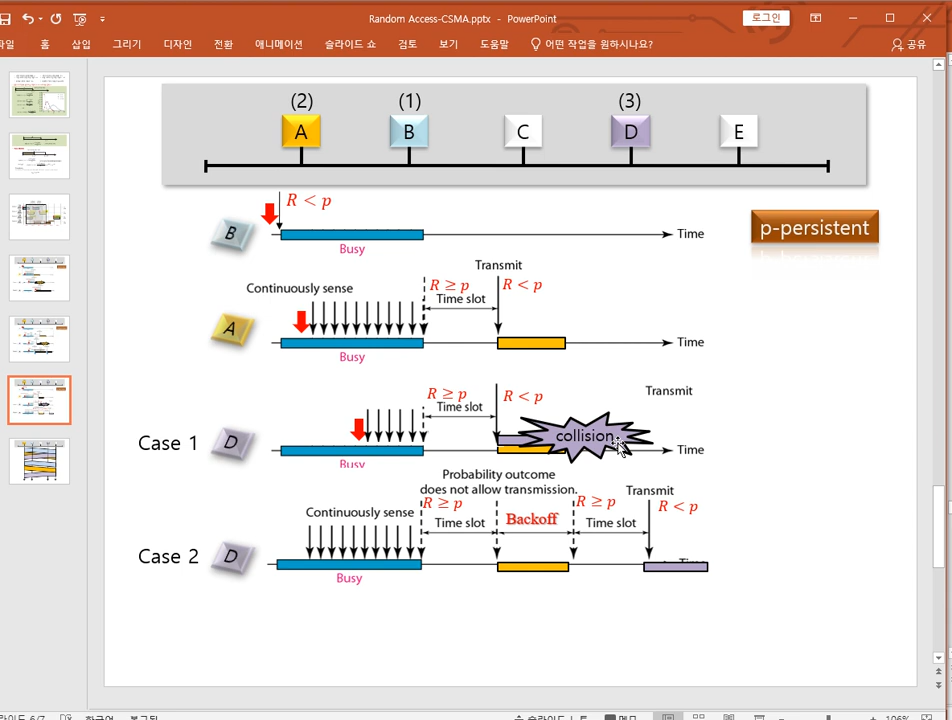 Random Access-CSMA.pptx - PowerPoint
로그인
파일 홈 삽입 그리기 디자인 전환 애니메이션 슬라이드 쇼 검토 보기 도움말 어떤 작업을 원하시나요? 공유
(2) (1) (3)
A B C D E
R < p
B
Time
Busy
p-persistent
Transmit
Continuously sense
R ≥ p R < p
Time slot
A
Time
Busy
Transmit
R ≥ p R < p
Time slot
Case 1 D
collision
Time
Busy
Probability outcome
does not allow transmission.
Transmit
R ≥ p R ≥ p R < p
Continuously sense
Time slot Backoff Time slot
Case 2 D
Time
Busy
한국어
메모
106%